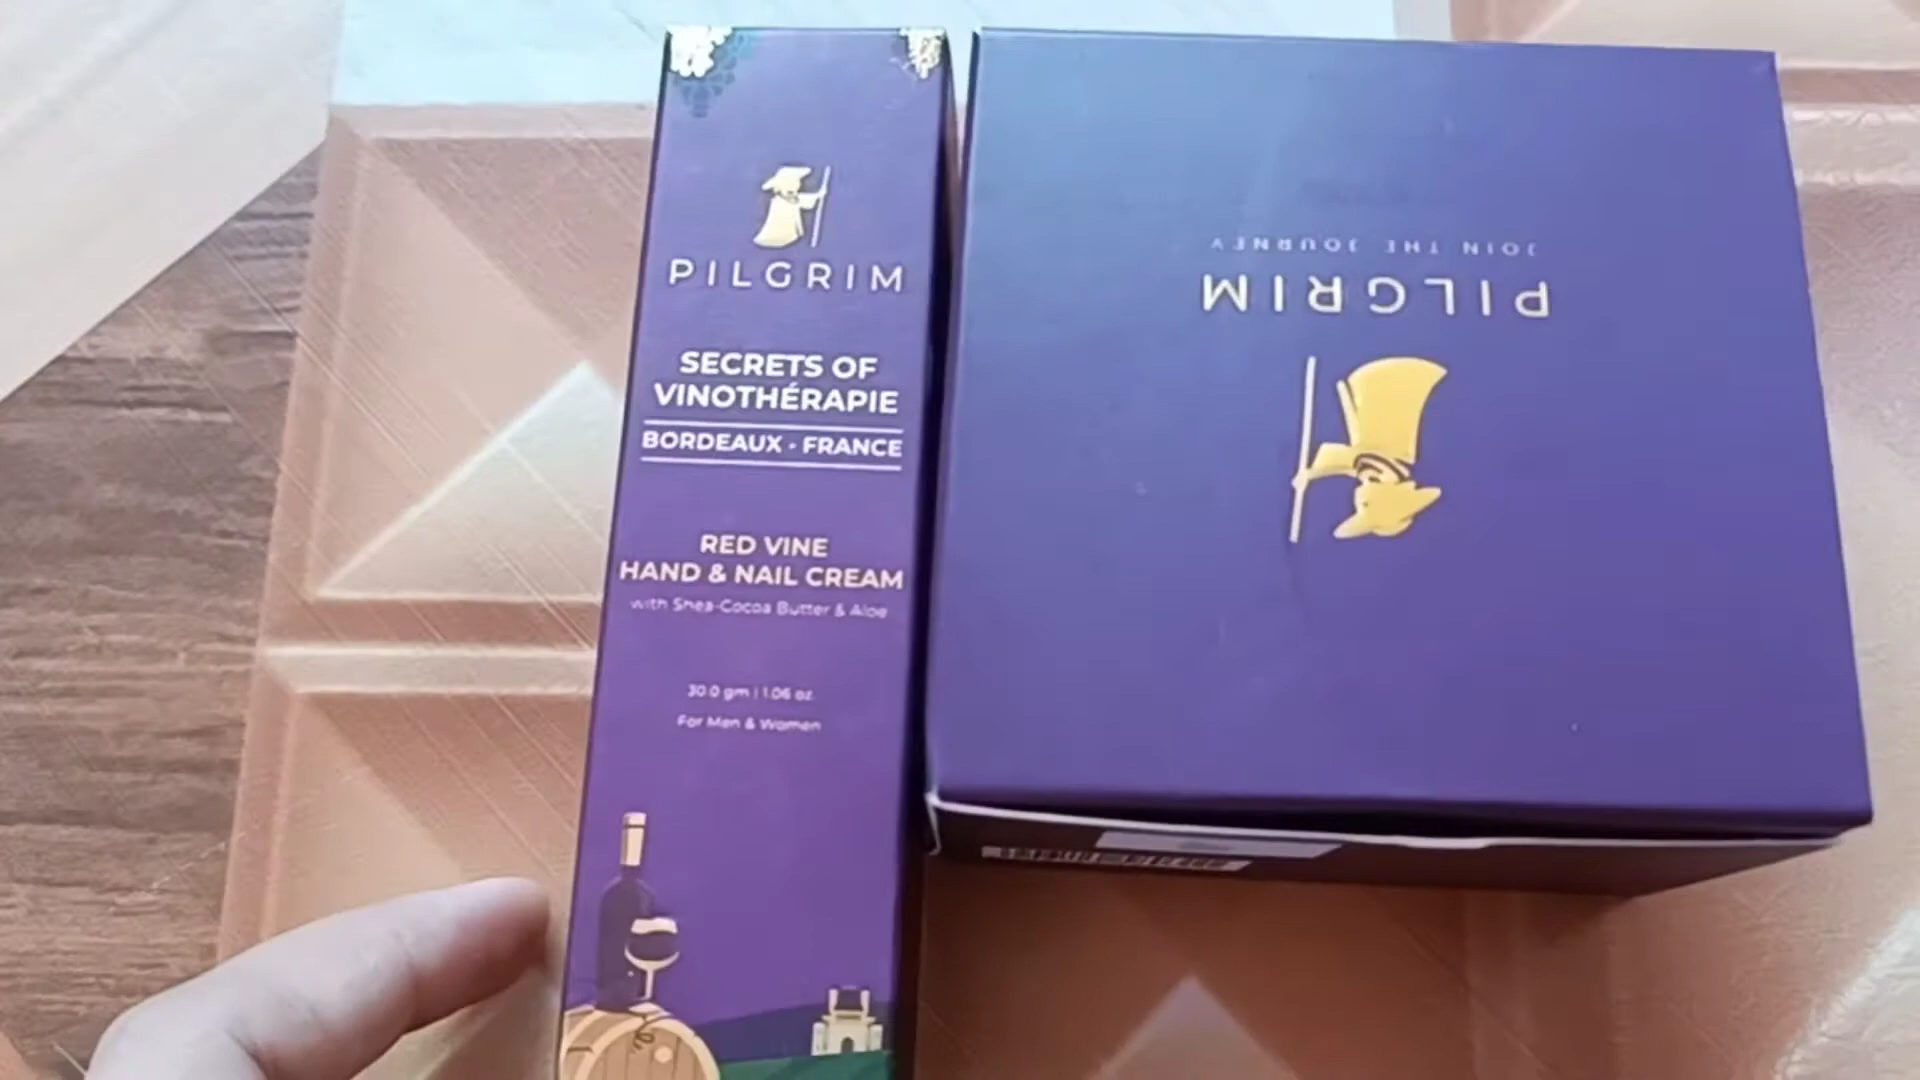 PILGRIM
SECRETS OF
VINOTHÉRAPIE
BORDEAUX - FRANCE
RED VINE
HAND & NAIL CREAM
with Shea-Cocoa Butter & Aloe
30.0 gm | 1.06 oz.
For Men & Women
PILGRIM
JOIN THE JOURNEY